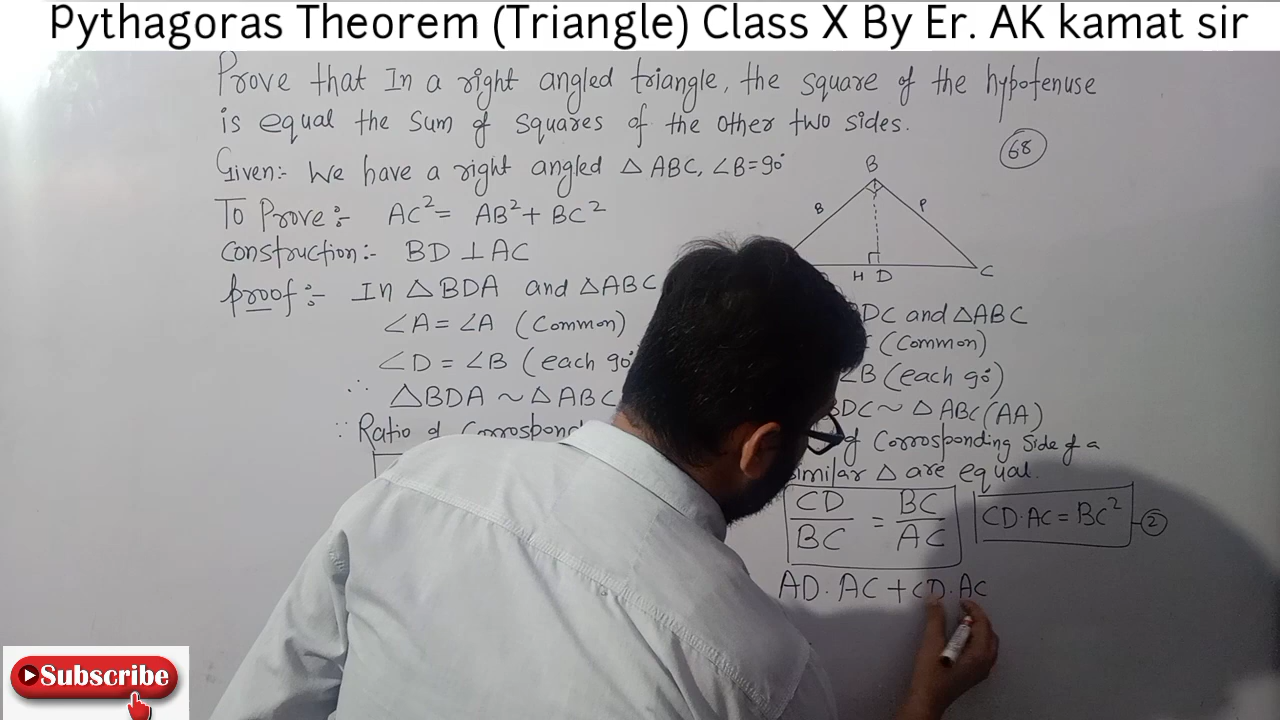 Pythagoras Theorem (Triangle) Class X By Er. AK kamat sir
Prove that In a right angled triangle, the square of the hypotenuse
is equal the sum of squares of the other two sides.
68
Given:- We have a right angled △ ABC, ∠B=90°
To Prove:- AC²= AB²+ BC²
Construction:- BD ⊥ AC
Proof:- In △BDA and △ABC
∠A = ∠A (Common)
∠D = ∠B (each 90°
∴ △BDA ~ △ABC
∵ Ratio of
B
B
P
H D
C
DC and △ABC
(Common)
∠B (each 90°)
BDC ~ △ABC (AA)
of Corrosponding Side of a
similar △ are equal.
CD/BC = BC/AC
CD·AC = BC² -②
AD·AC + CD·AC
Subscribe